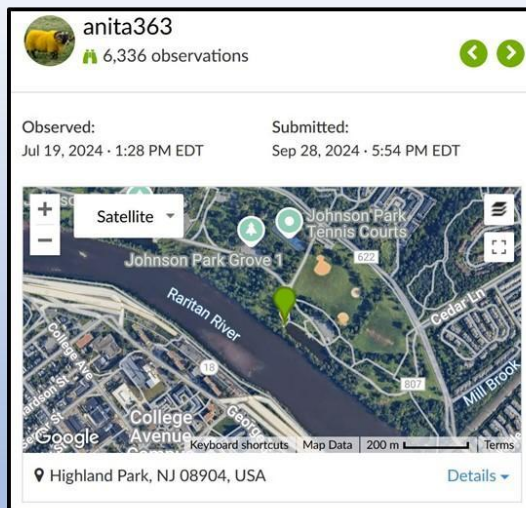 anita363
6,336 observations
Observed:
Jul 19, 2024 · 1:28 PM EDT
Submitted:
Sep 28, 2024 · 5:54 PM EDT
+
−
Satellite
Johnson Park
Tennis Courts
Johnson Park Grove 1
622
Raritan River
Cedar Ln
18
College Ave
807
Mill Brook
College
Avenue
Google
Keyboard shortcuts
Map Data
200 m
Terms
Highland Park, NJ 08904, USA
Details